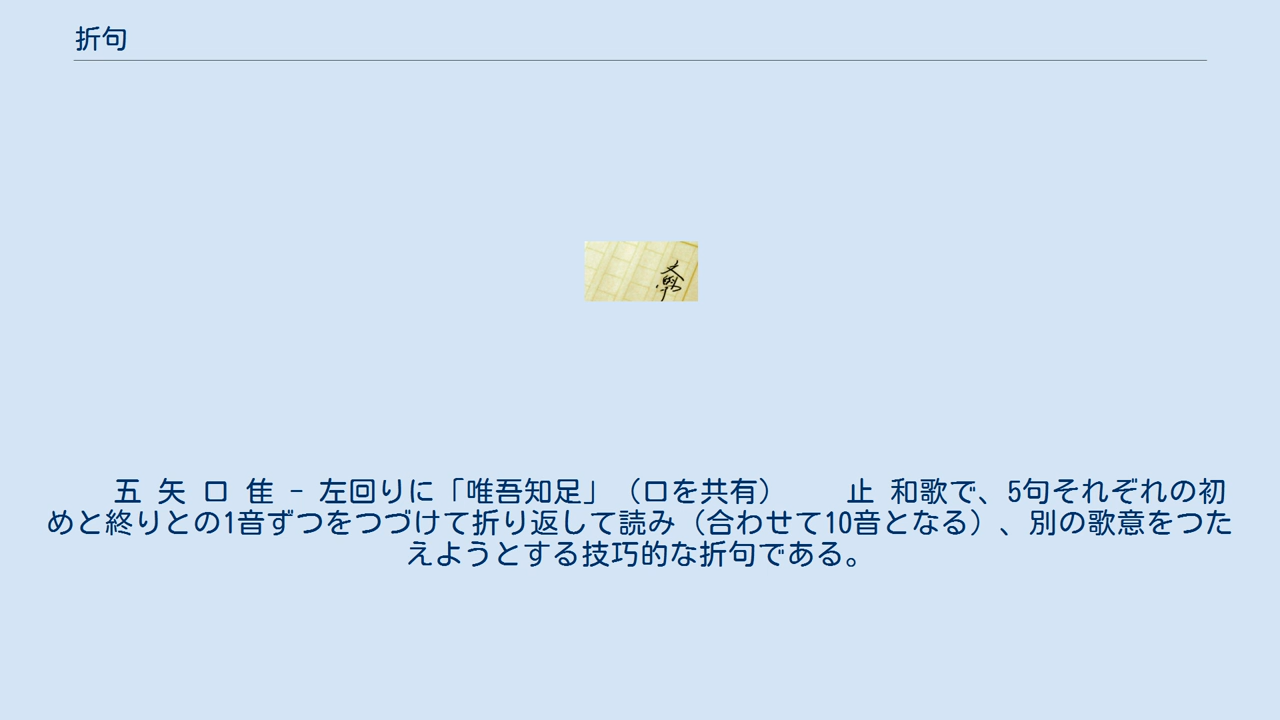 折句
五 矢 口 隹 － 左回りに「唯吾知足」（口を共有）　　止 和歌で、5句それぞれの初
めと終りとの1音ずつをつづけて折り返して読み（合わせて10音となる）、別の歌意をつた
えようとする技巧的な折句である。